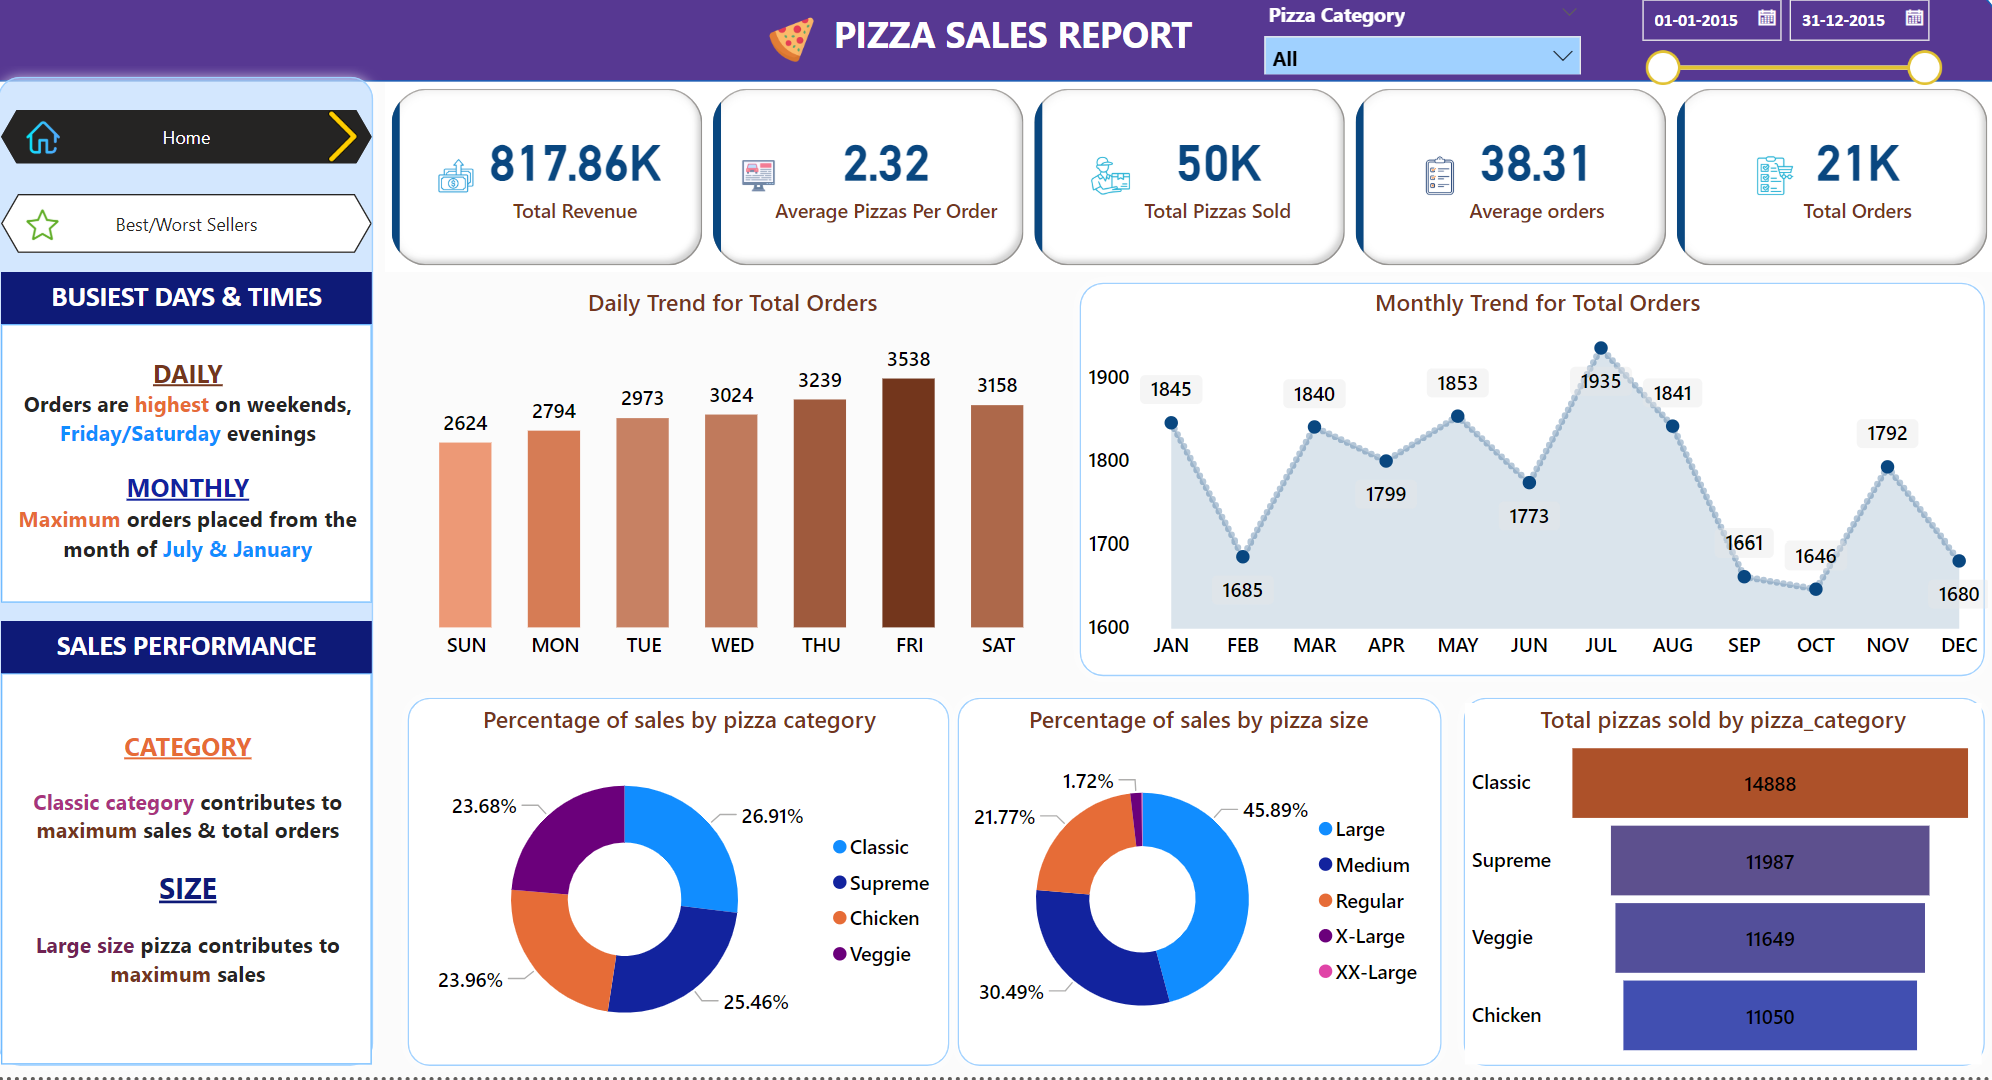 PIZZA SALES REPORT
Pizza Category
All
01-01-2015
31-12-2015
Home
Best/Worst Sellers
817.86K
Total Revenue
2.32
Average Pizzas Per Order
50K
Total Pizzas Sold
38.31
Average orders
21K
Total Orders
BUSIEST DAYS & TIMES
DAILY
Orders are highest on weekends,
Friday/Saturday evenings
MONTHLY
Maximum orders placed from the
month of July & January
SALES PERFORMANCE
CATEGORY
Classic category contributes to
maximum sales & total orders
SIZE
Large size pizza contributes to
maximum sales
Daily Trend for Total Orders
2624
2794
2973
3024
3239
3538
3158
SUN MON TUE WED THU FRI SAT
Monthly Trend for Total Orders
1900
1800
1700
1600
1845
1685
1840
1799
1853
1773
1935
1841
1661
1646
1792
1680
JAN FEB MAR APR MAY JUN JUL AUG SEP OCT NOV DEC
Percentage of sales by pizza category
23.68%
26.91%
23.96%
25.46%
Classic
Supreme
Chicken
Veggie
Percentage of sales by pizza size
1.72%
21.77%
45.89%
30.49%
Large
Medium
Regular
X-Large
XX-Large
Total pizzas sold by pizza_category
Classic 14888
Supreme 11987
Veggie 11649
Chicken 11050